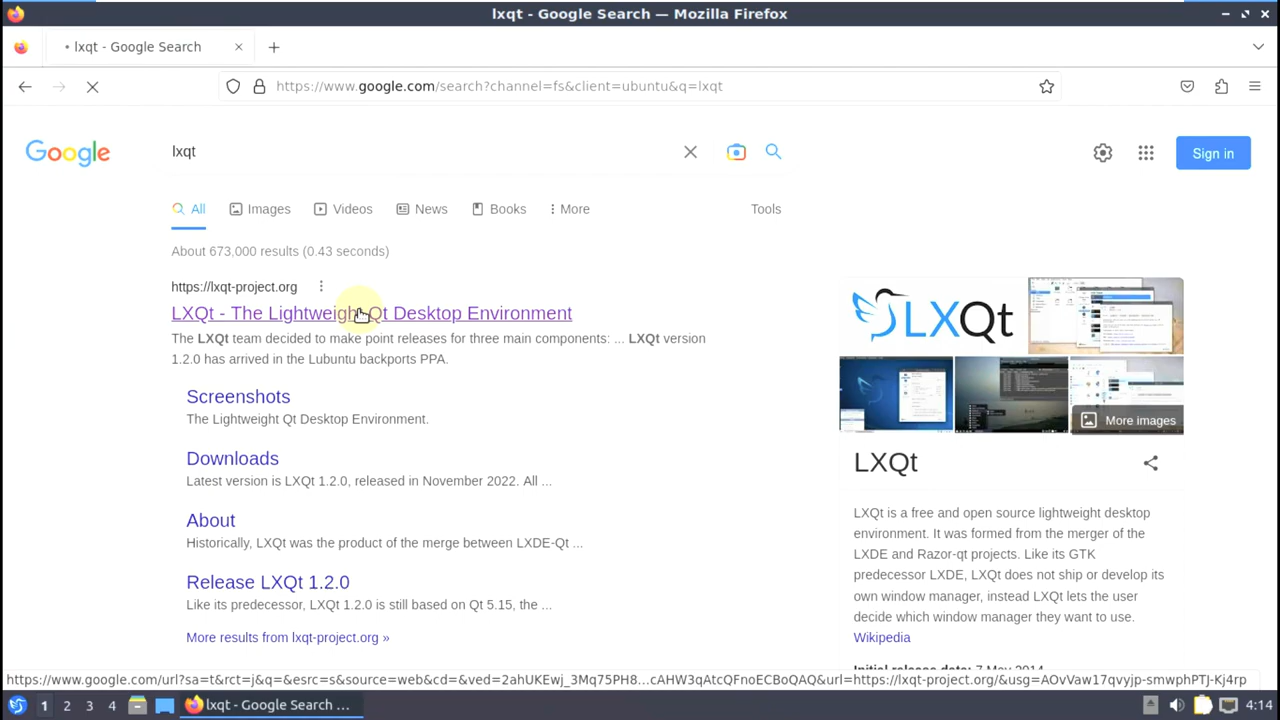 lxqt - Google Search — Mozilla Firefox
lxqt - Google Search
https://www.google.com/search?channel=fs&client=ubuntu&q=lxqt
Google
lxqt
Sign in
All
Images
Videos
News
Books
More
Tools
About 673,000 results (0.43 seconds)
https://lxqt-project.org
LXQt - The Lightweight Qt Desktop Environment
The LXQt team decided to make point releases for three main components: ... LXQt version
1.2.0 has arrived in the Lubuntu backports PPA.
Screenshots
The Lightweight Qt Desktop Environment.
Downloads
Latest version is LXQt 1.2.0, released in November 2022. All ...
About
Historically, LXQt was the product of the merge between LXDE-Qt ...
Release LXQt 1.2.0
Like its predecessor, LXQt 1.2.0 is still based on Qt 5.15, the ...
More results from lxqt-project.org »
LXQt
More images
LXQt
LXQt is a free and open source lightweight desktop
environment. It was formed from the merger of the
LXDE and Razor-qt projects. Like its GTK
predecessor LXDE, LXQt does not ship or develop its
own window manager, instead LXQt lets the user
decide which window manager they want to use.
Wikipedia
Initial release date: 7 May 2014
https://www.google.com/url?sa=t&rct=j&q=&esrc=s&source=web&cd=&ved=2ahUKEwj_3Mq75PH8...cAHW3qAtcQFnoECBoQAQ&url=https://lxqt-project.org/&usg=AOvVaw17qvyjp-smwphPTJ-Kj4rp
1
2
3
4
lxqt - Google Search ...
4:14